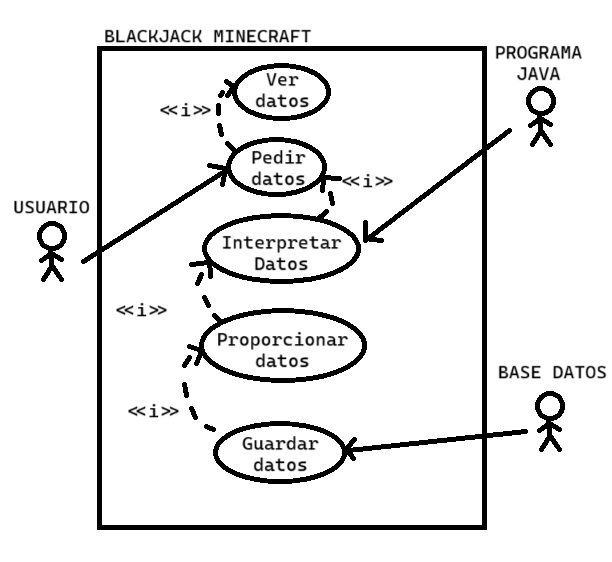 BLACKJACK MINECRAFT
PROGRAMA
JAVA
Ver
datos
<<i>>
Pedir
datos
<<i>>
USUARIO
Interpretar
Datos
<<i>>
Proporcionar
datos
BASE DATOS
<<i>>
Guardar
datos